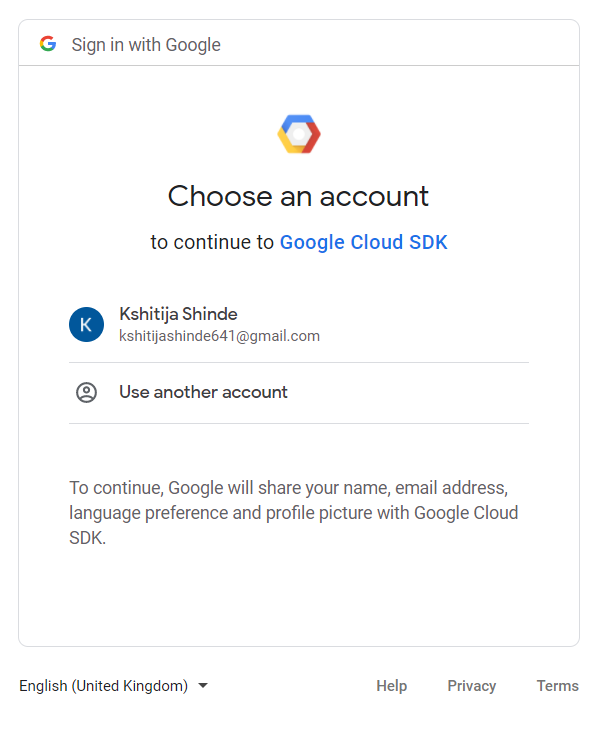 Sign in with Google
Choose an account
to continue to Google Cloud SDK
K
Kshitija Shinde
kshitijashinde641@gmail.com
Use another account
To continue, Google will share your name, email address,
language preference and profile picture with Google Cloud
SDK.
English (United Kingdom)
Help
Privacy
Terms